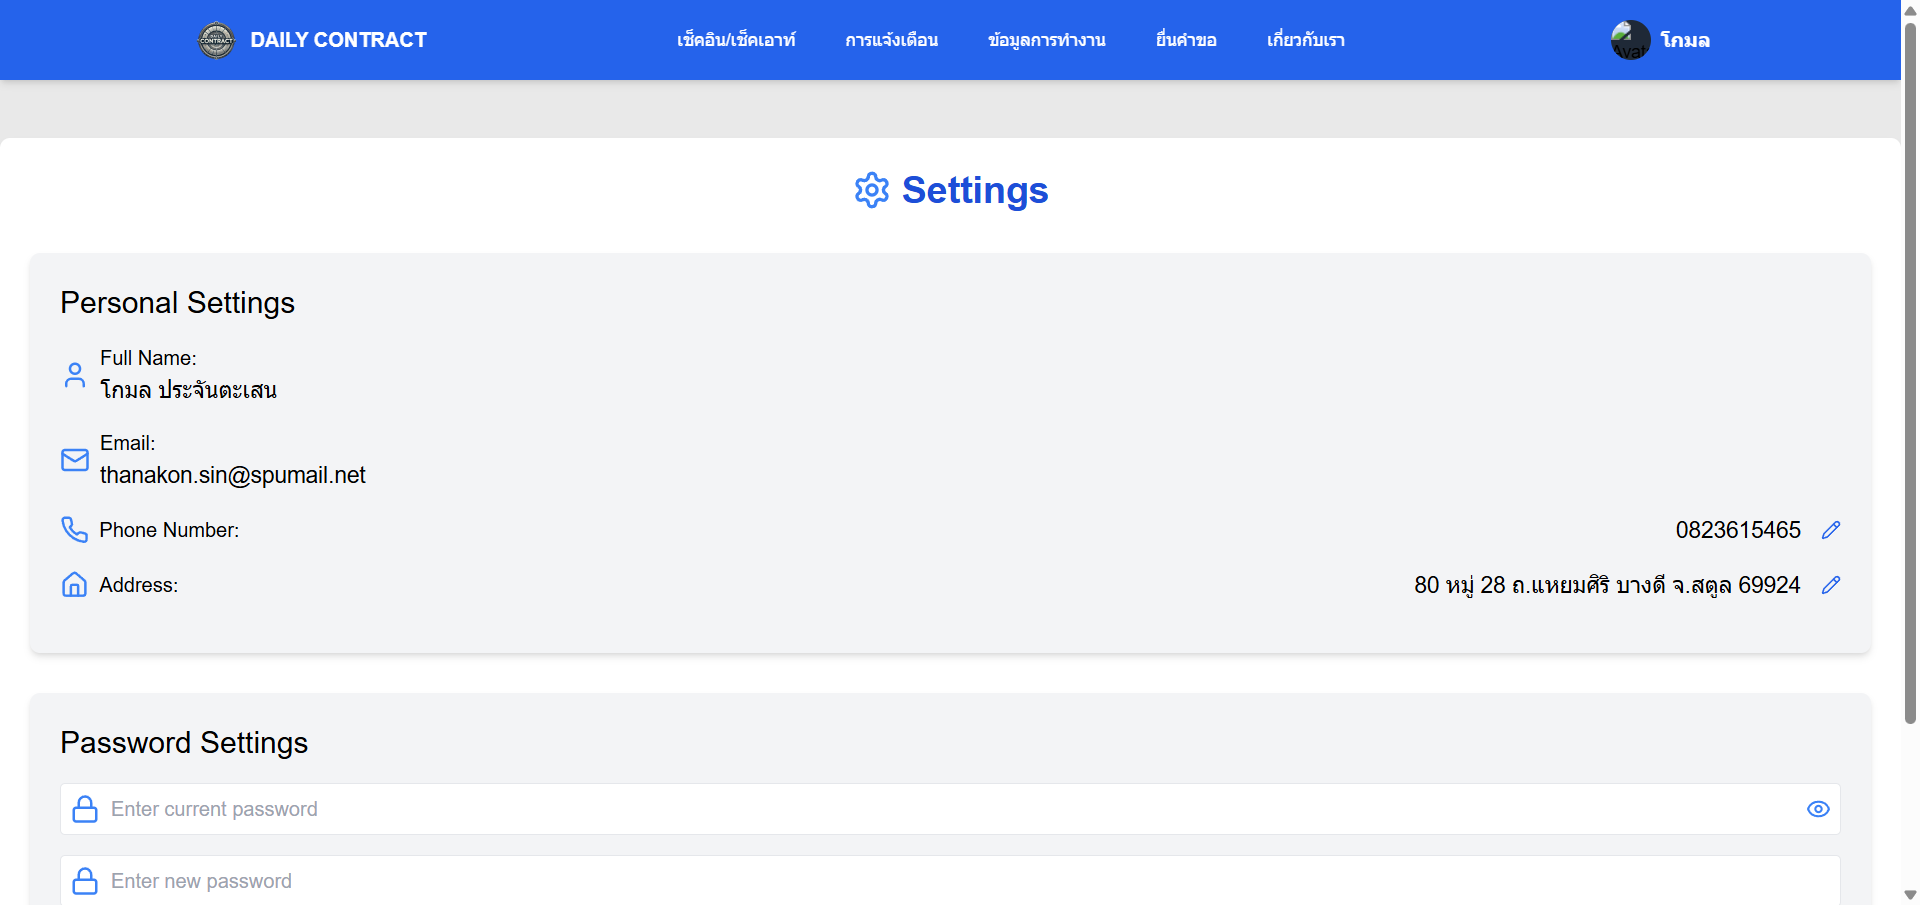 DAILY CONTRACT
เช็คอิน/เช็คเอาท์
การแจ้งเตือน
ข้อมูลการทำงาน
ยื่นคำขอ
เกี่ยวกับเรา
Avat
โกมล
Settings
Personal Settings
Full Name:
โกมล ประจันตะเสน
Email:
thanakon.sin@spumail.net
Phone Number:
0823615465
Address:
80 หมู่ 28 ถ.แหยมศิริ บางดี จ.สตูล 69924
Password Settings
Enter current password
Enter new password